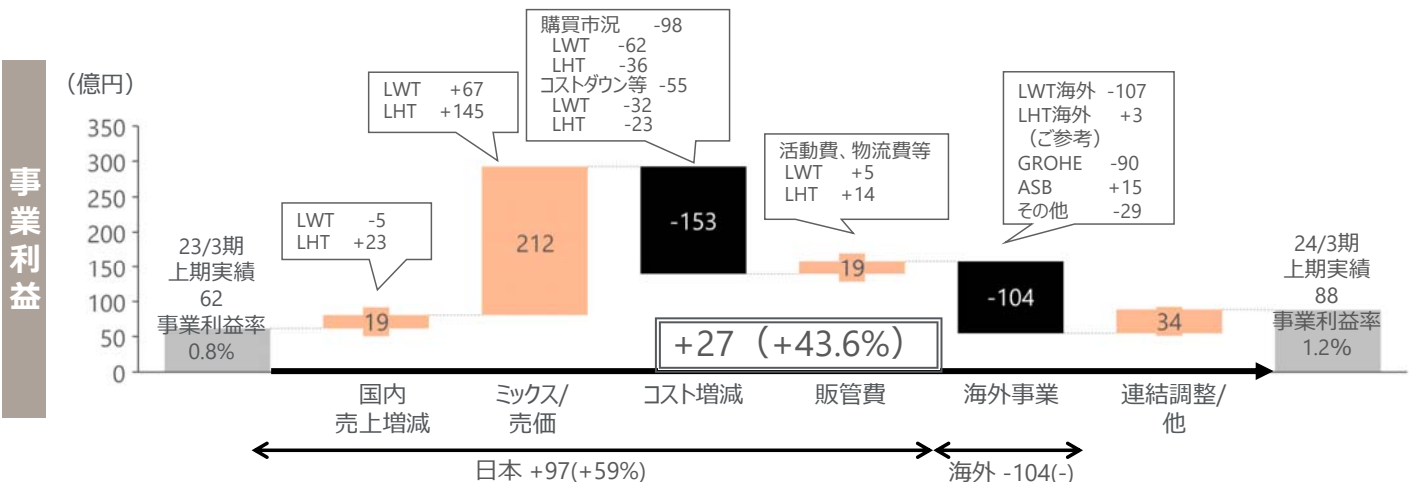 事業利益
（億円）
350
300
250
200
150
100
50
0
23/3期
上期実績
62
事業利益率
0.8%
LWT -5
LHT +23
19
国内
売上増減
LWT +67
LHT +145
212
ミックス/
売価
購買市況 -98
LWT -62
LHT -36
コストダウン等 -55
LWT -32
LHT -23
-153
コスト増減
活動費、物流費等
LWT +5
LHT +14
19
販管費
LWT海外 -107
LHT海外 +3
（ご参考）
GROHE -90
ASB +15
その他 -29
-104
海外事業
34
連結調整/
他
24/3期
上期実績
88
事業利益率
1.2%
+27（+43.6%）
日本 +97(+59%)
海外 -104(-)